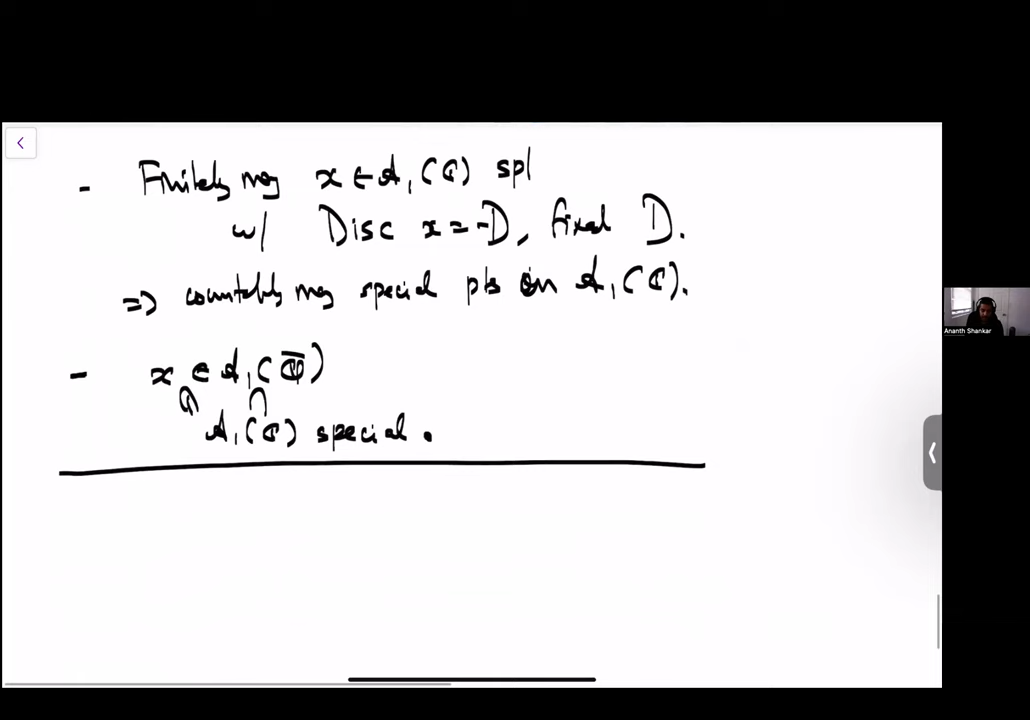 - Finitely many x ∈ A₁(ℂ) spl
w/ Disc x = -D, fixed D.
⇒ countably many special pts on A₁(ℂ).
- x ∈ A₁(ℚ̅)
A₁(ℂ) special.
Ananth Shankar